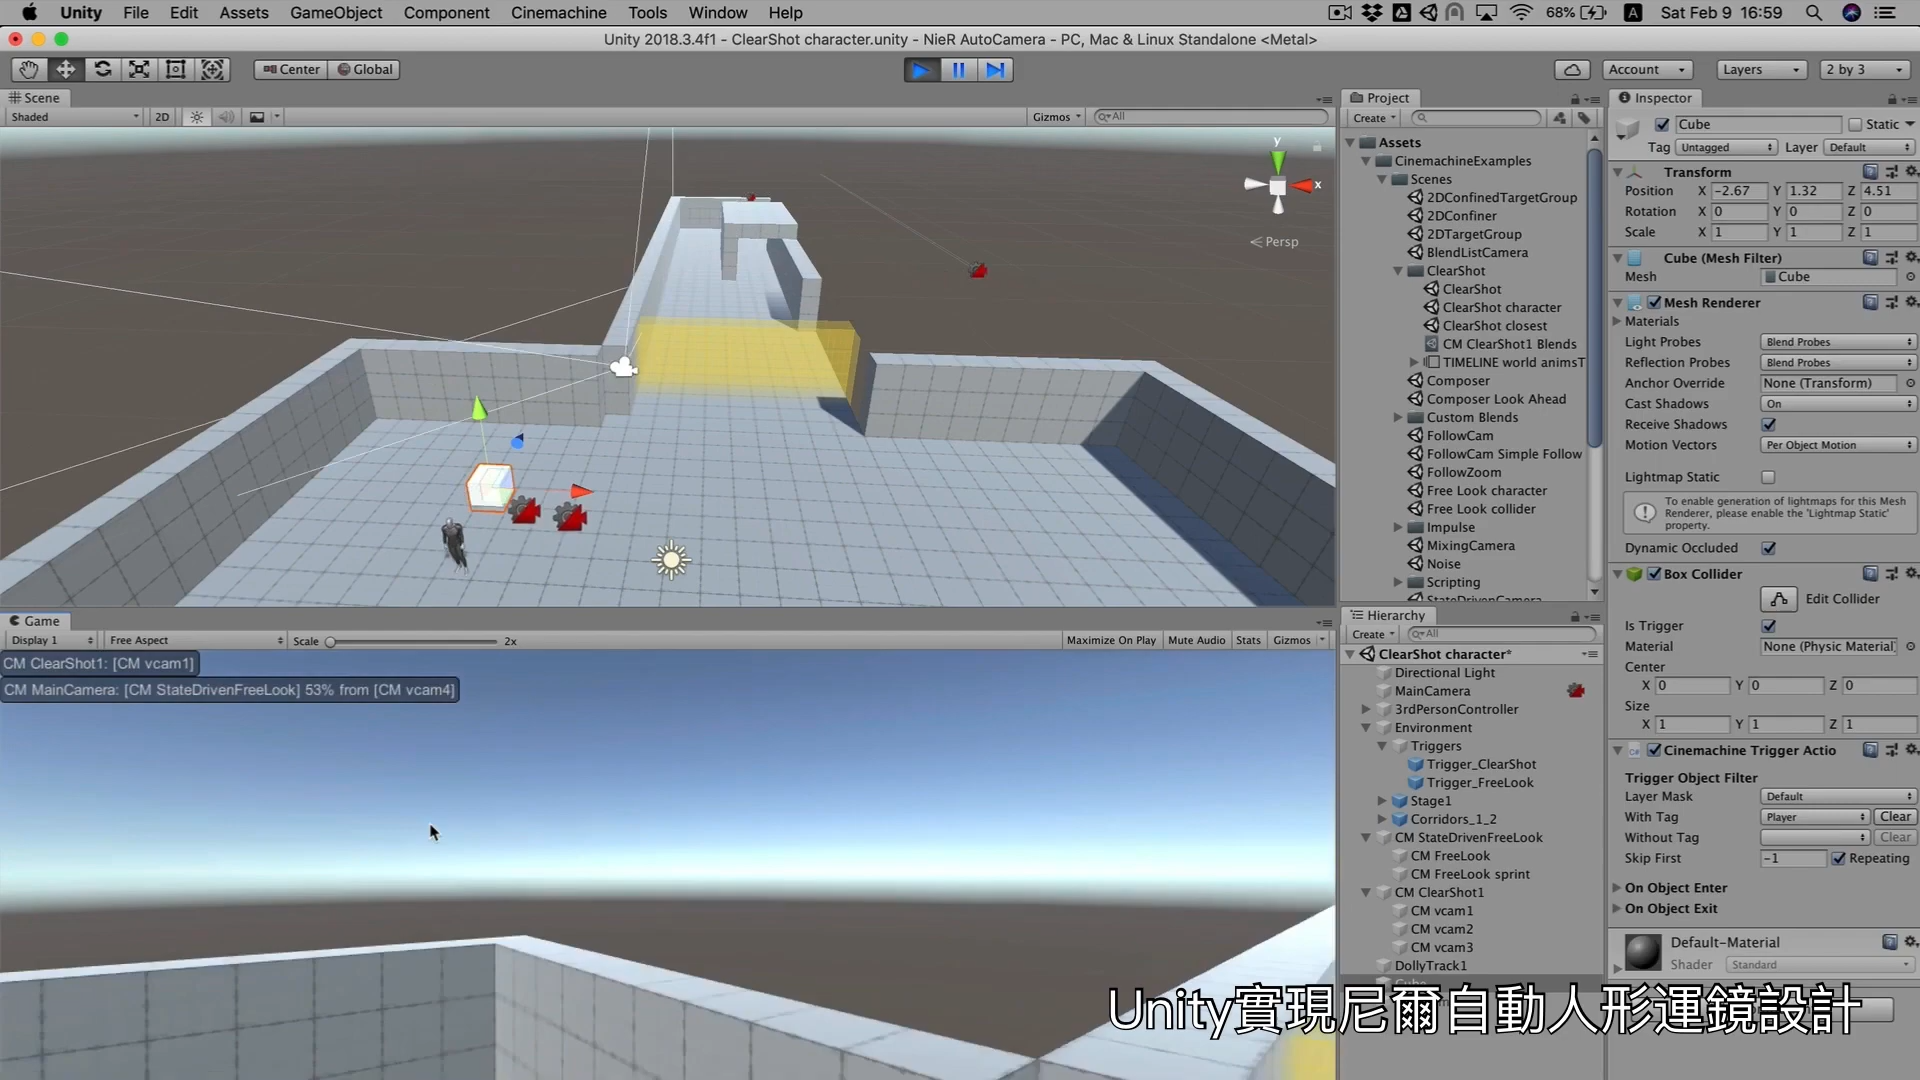 Unity File Edit Assets GameObject Component Cinemachine Tools Window Help
68% A Sat Feb 9 16:59
Unity 2018.3.4f1 - ClearShot character.unity - NieR AutoCamera - PC, Mac & Linux Standalone <Metal>
Center Global
Account Layers 2 by 3
Scene
Shaded 2D Gizmos All
y
x
Persp
Game
Display 1 Free Aspect Scale 2x Maximize On Play Mute Audio Stats Gizmos
CM ClearShot1: [CM vcam1]
CM MainCamera: [CM StateDrivenFreeLook] 53% from [CM vcam4]
Project
Create
Assets
CinemachineExamples
Scenes
2DConfinedTargetGroup
2DConfiner
2DTargetGroup
BlendListCamera
ClearShot
ClearShot
ClearShot character
ClearShot closest
CM ClearShot1 Blends
TIMELINE world animsT
Composer
Composer Look Ahead
Custom Blends
FollowCam
FollowCam Simple Follow
FollowZoom
Free Look character
Free Look collider
Impulse
MixingCamera
Noise
Scripting
StateDrivenCamera
Hierarchy
Create All
ClearShot character*
Directional Light
MainCamera
3rdPersonController
Environment
Triggers
Trigger_ClearShot
Trigger_FreeLook
Stage1
Corridors_1_2
CM StateDrivenFreeLook
CM FreeLook
CM FreeLook sprint
CM ClearShot1
CM vcam1
CM vcam2
CM vcam3
DollyTrack1
Cube
Inspector
Cube Static
Tag Untagged Layer Default
Transform
Position X -2.67 Y 1.32 Z 4.51
Rotation X 0 Y 0 Z 0
Scale X 1 Y 1 Z 1
Cube (Mesh Filter)
Mesh Cube
Mesh Renderer
Materials
Light Probes Blend Probes
Reflection Probes Blend Probes
Anchor Override None (Transform)
Cast Shadows On
Receive Shadows
Motion Vectors Per Object Motion
Lightmap Static
To enable generation of lightmaps for this Mesh
Renderer, please enable the 'Lightmap Static'
property.
Dynamic Occluded
Box Collider
Edit Collider
Is Trigger
Material None (Physic Material)
Center
X 0 Y 0 Z 0
Size
X 1 Y 1 Z 1
Cinemachine Trigger Actio
Trigger Object Filter
Layer Mask Default
With Tag Player Clear
Without Tag Clear
Skip First -1 Repeating
On Object Enter
On Object Exit
Default-Material
Shader Standard
Unity實現尼爾自動人形運鏡設計